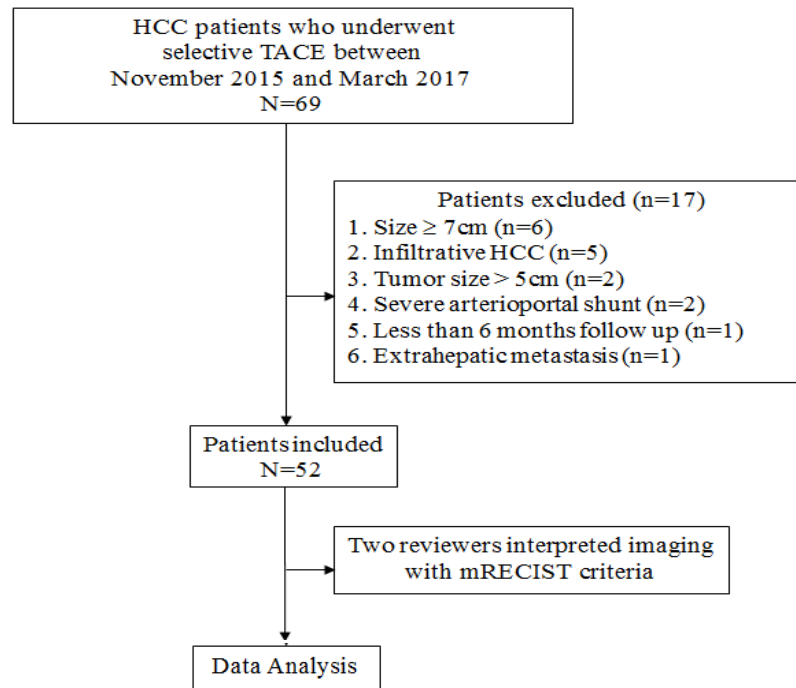 HCC patients who underwent
selective TACE between
November 2015 and March 2017
N=69
Patients excluded (n=17)
1. Size ≥ 7cm (n=6)
2. Infiltrative HCC (n=5)
3. Tumor size > 5cm (n=2)
4. Severe arterioportal shunt (n=2)
5. Less than 6 months follow up (n=1)
6. Extrahepatic metastasis (n=1)
Patients included
N=52
Two reviewers interpreted imaging
with mRECIST criteria
Data Analysis